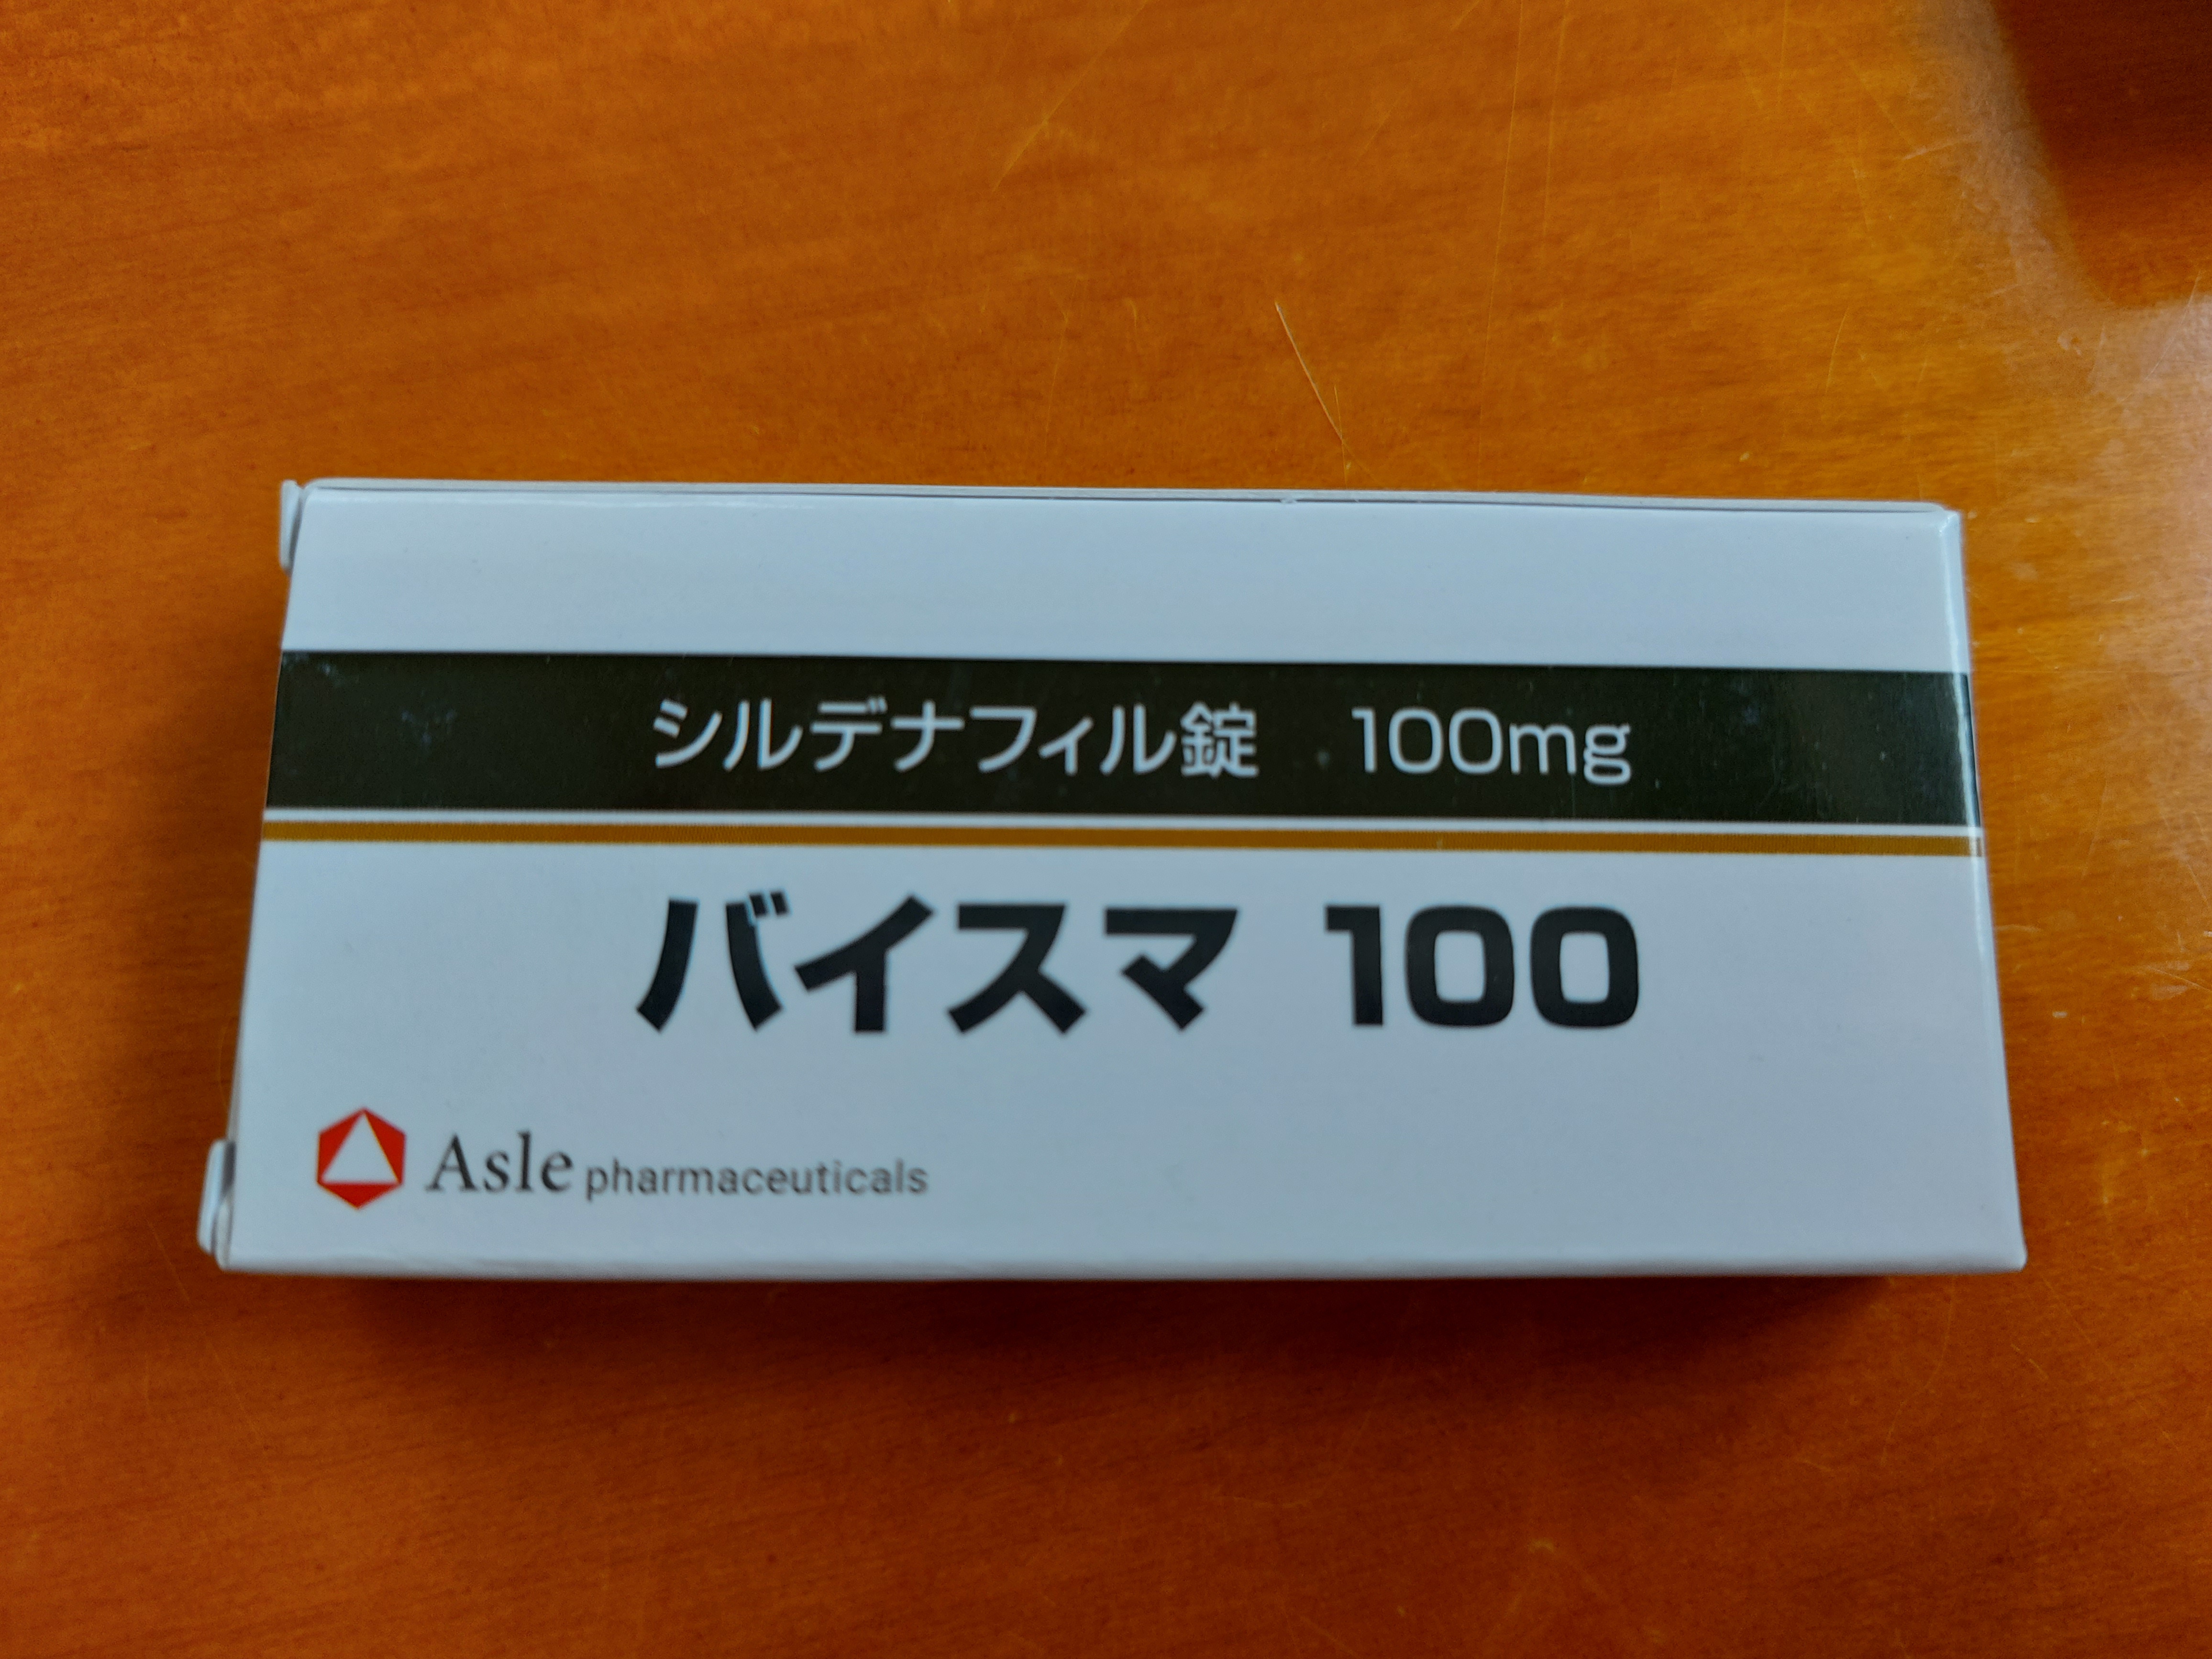 シルデナフィル錠　100mg
バイスマ 100
Asle pharmaceuticals